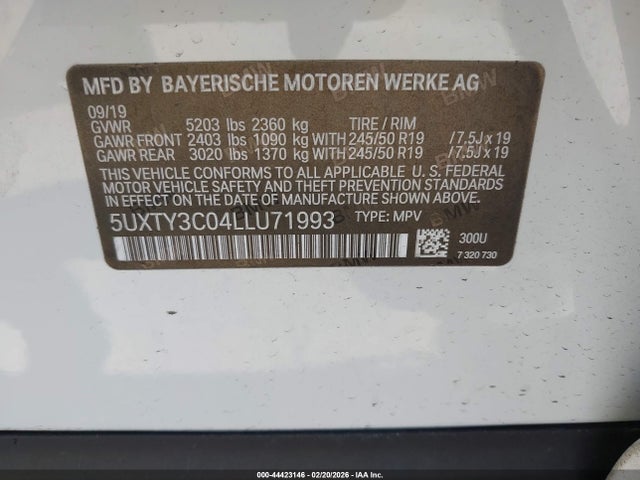 MFD BY BAYERISCHE MOTOREN WERKE AG
09/19
GVWR 5203 lbs 2360 kg TIRE / RIM
GAWR FRONT 2403 lbs 1090 kg WITH 245/50 R19 / 7.5J x 19
GAWR REAR 3020 lbs 1370 kg WITH 245/50 R19 / 7.5J x 19
THIS VEHICLE CONFORMS TO ALL APPLICABLE U. S. FEDERAL
MOTOR VEHICLE SAFETY AND THEFT PREVENTION STANDARDS
IN EFFECT ON THE DATE OF MANUFACTURE SHOWN ABOVE.
5UXTY3C04LLU71993 TYPE: MPV
300U
7 320 730
000-44423146 - 02/20/2026 - IAA Inc.